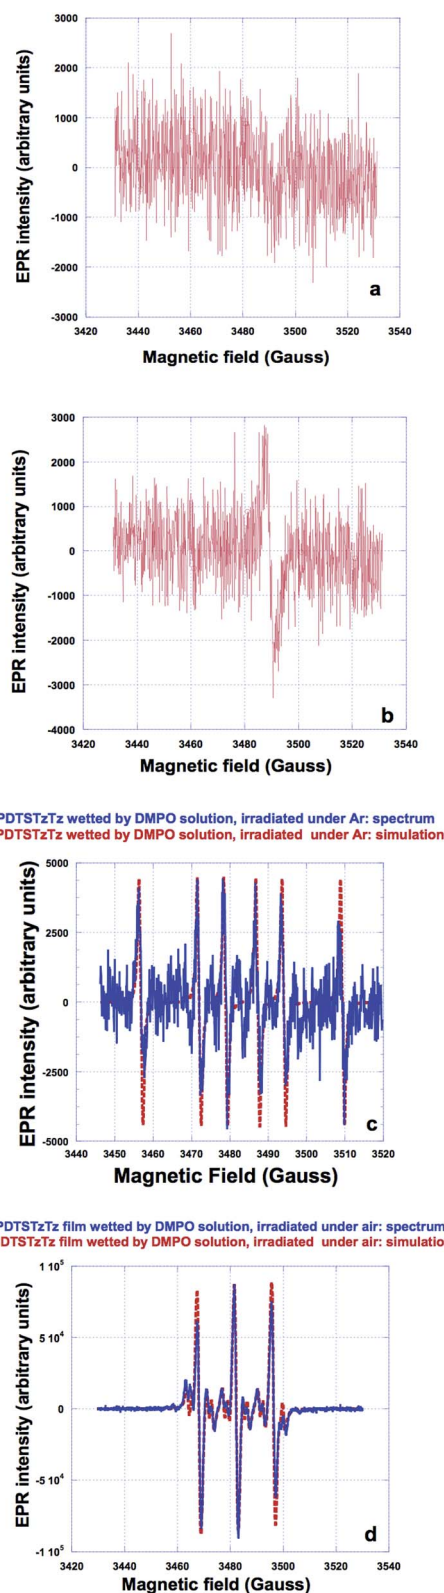 3000
2000
1000
0
-1000
-2000
-3000
EPR intensity (arbitrary units)
a
3420 3440 3460 3480 3500 3520 3540
Magnetic field (Gauss)
3000
2000
1000
0
-1000
-2000
-3000
-4000
EPR intensity (arbitrary units)
b
3420 3440 3460 3480 3500 3520 3540
Magnetic field (Gauss)
PDTSTzTz wetted by DMPO solution, irradiated under Ar: spectrum
PDTSTzTz wetted by DMPO solution, irradiated under Ar: simulation
5000
2500
0
-2500
-5000
EPR intensity (arbitrary units)
c
3440 3450 3460 3470 3480 3490 3500 3510 3520
Magnetic Field (Gauss)
PDTSTzTz film wetted by DMPO solution, irradiated under air: spectrum
DTSTzTz film wetted by DMPO solution, irradiated under air: simulatio
1 10⁵
5 10⁴
0
-5 10⁴
-1 10⁵
EPR intensity (arbitrary units)
d
3420 3440 3460 3480 3500 3520 3540
Magnetic field (Gauss)